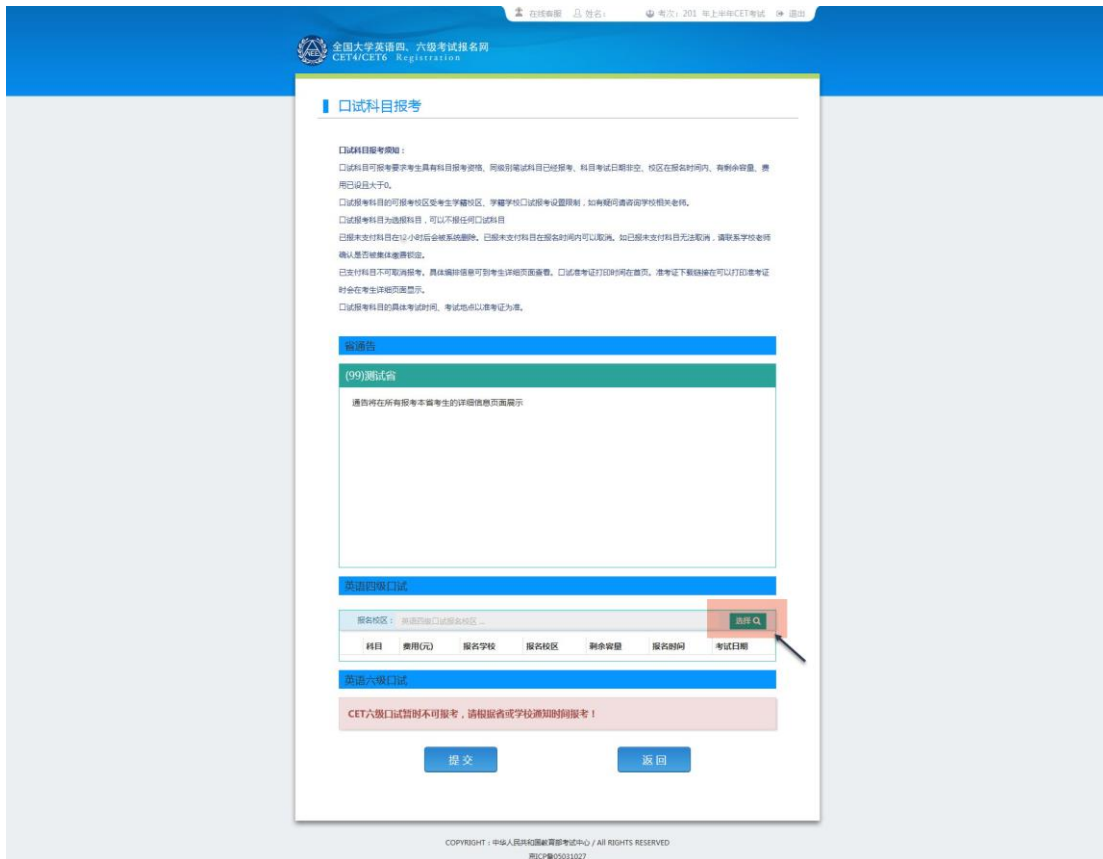 在线客服 姓名： 考次：201 年上半年CET考试 退出
全国大学英语四、六级考试报名网
CET4/CET6 Registration
口试科目报考
口试科目报考须知：
口试科目可报考要求考生具有科目报考资格、同级别笔试科目已经报考、科目考试日期非空、校区在报名时间内、有剩余容量、费
用已设且大于0。
口试报考科目的可报考校区受考生学籍校区、学籍学校口试报考设置限制，如有疑问请咨询学校相关老师。
口试报考科目为选报科目，可以不报任何口试科目
已报未支付科目在12小时后会被系统删除。已报未支付科目在报名时间内可以取消。如已报未支付科目无法取消，请联系学校老师
确认是否被集体缴费锁定。
已支付科目不可取消报考。具体编排信息可到考生详细页面查看。口试准考证打印时间在首页。准考证下载链接在可以打印准考证
时会在考生详细页面显示。
口试报考科目的具体考试时间、考试地点以准考证为准。
省通告
(99)测试省
通告将在所有报考本省考生的详细信息页面展示
英语四级口试
报名校区： 英语四级口试报名校区 ... 选择
科目 费用(元) 报名学校 报名校区 剩余容量 报名时间 考试日期
英语六级口试
CET六级口试暂时不可报考，请根据省或学校通知时间报考！
提 交 返 回
COPYRIGHT：中华人民共和国教育部考试中心 / All RIGHTS RESERVED
京ICP备05031027